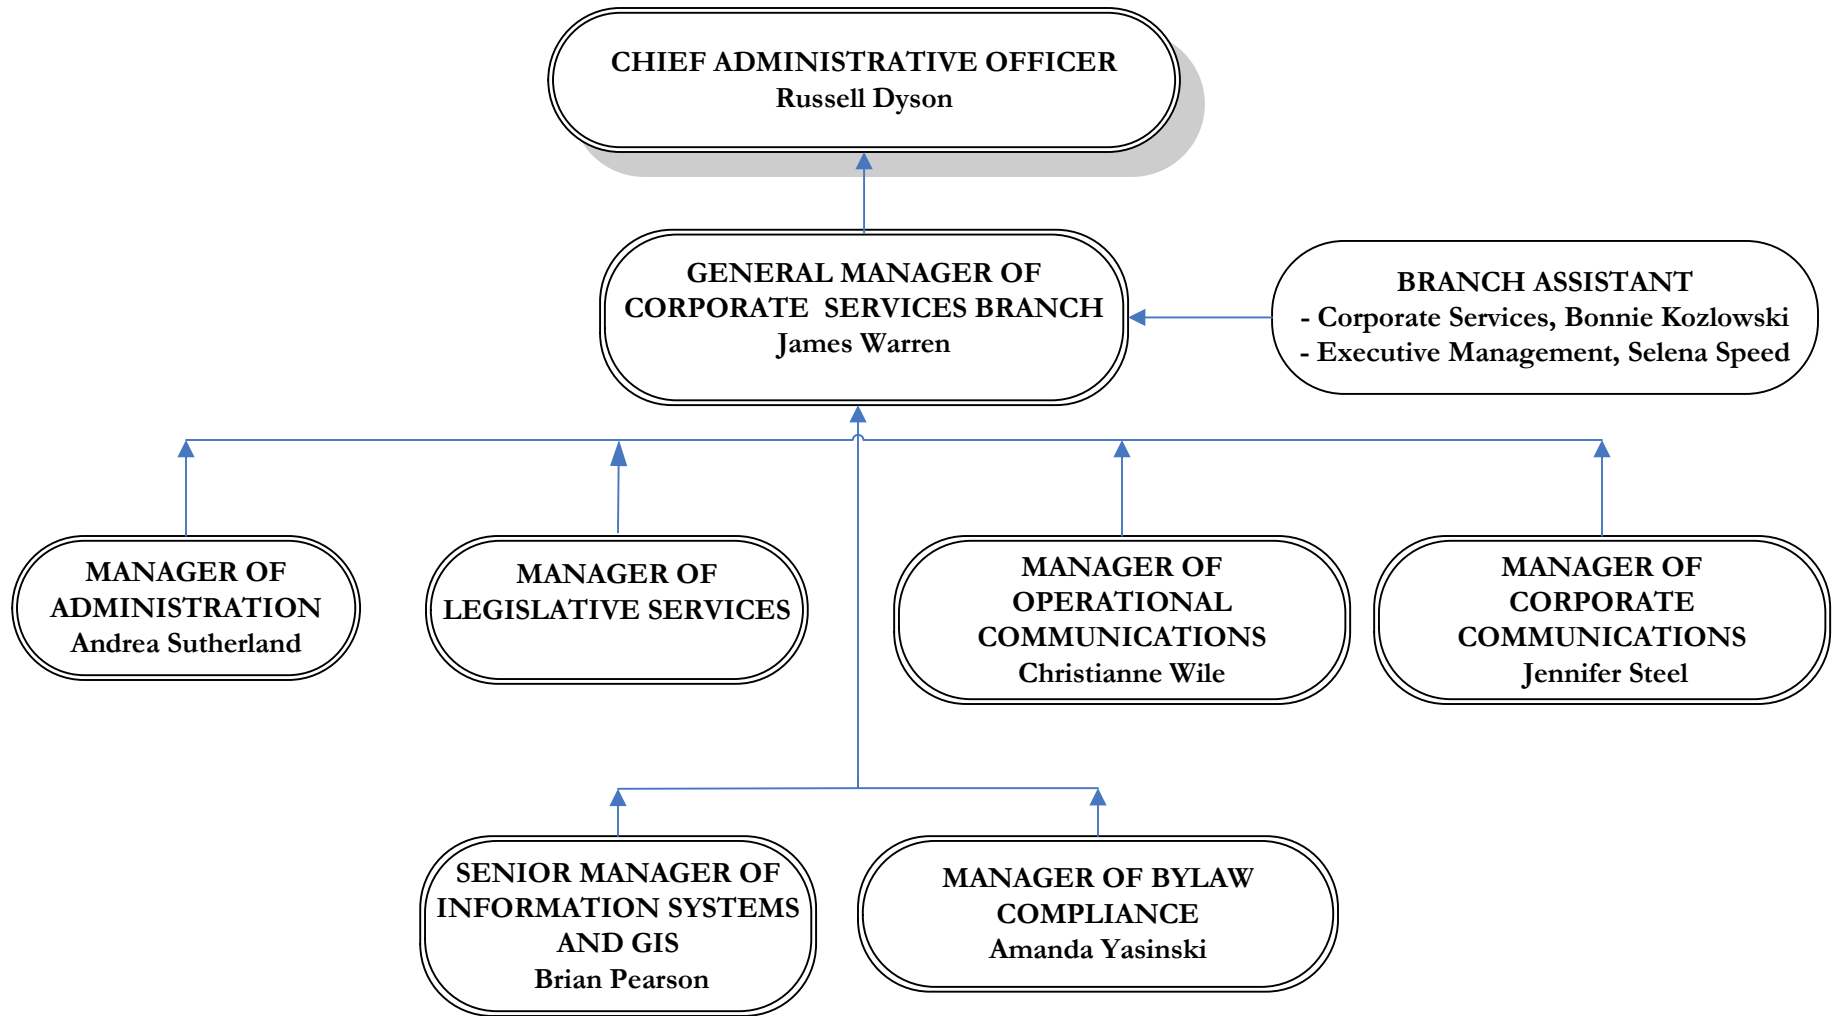 CHIEF ADMINISTRATIVE OFFICER
Russell Dyson
GENERAL MANAGER OF
CORPORATE SERVICES BRANCH
James Warren
BRANCH ASSISTANT
- Corporate Services, Bonnie Kozlowski
- Executive Management, Selena Speed
MANAGER OF
ADMINISTRATION
Andrea Sutherland
MANAGER OF
LEGISLATIVE SERVICES
MANAGER OF
OPERATIONAL
COMMUNICATIONS
Christianne Wile
MANAGER OF
CORPORATE
COMMUNICATIONS
Jennifer Steel
SENIOR MANAGER OF
INFORMATION SYSTEMS
AND GIS
Brian Pearson
MANAGER OF BYLAW
COMPLIANCE
Amanda Yasinski